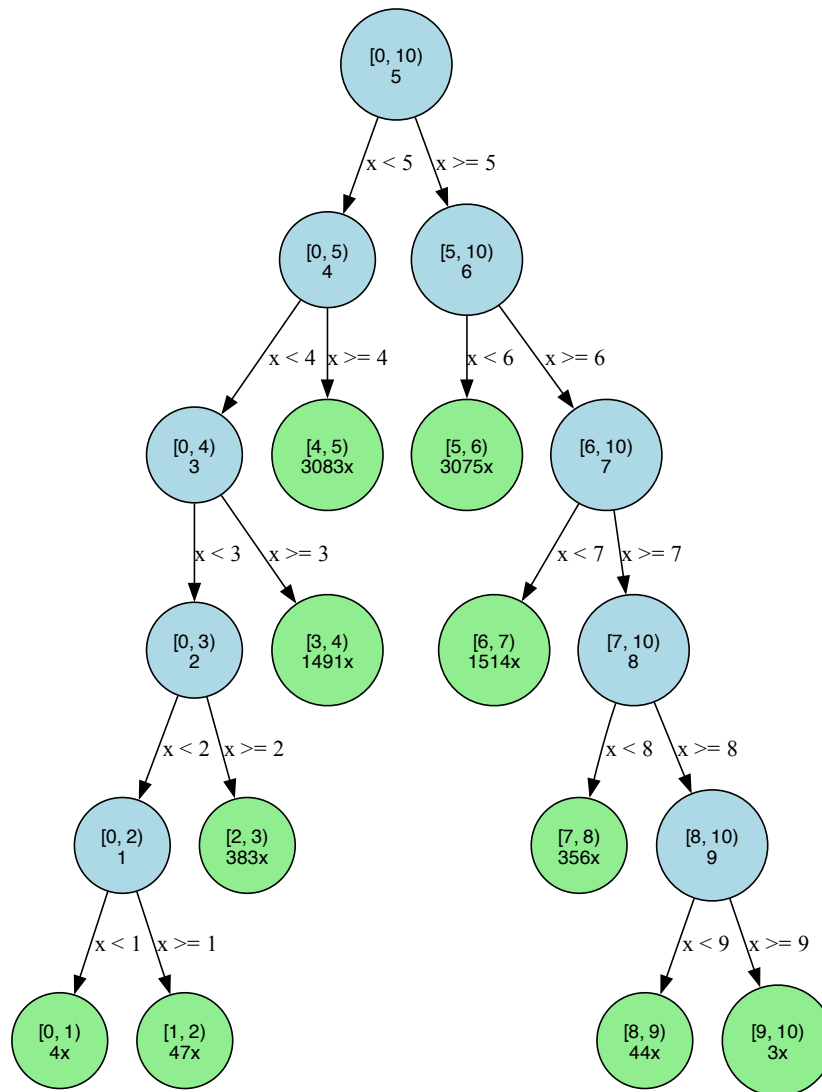 [0, 10)
5
x < 5
x >= 5
[0, 5)
4
[5, 10)
6
x < 4
x >= 4
x < 6
x >= 6
[0, 4)
3
[4, 5)
3083x
[5, 6)
3075x
[6, 10)
7
x < 3
x >= 3
x < 7
x >= 7
[0, 3)
2
[3, 4)
1491x
[6, 7)
1514x
[7, 10)
8
x < 2
x >= 2
x < 8
x >= 8
[0, 2)
1
[2, 3)
383x
[7, 8)
356x
[8, 10)
9
x < 1
x >= 1
x < 9
x >= 9
[0, 1)
4x
[1, 2)
47x
[8, 9)
44x
[9, 10)
3x